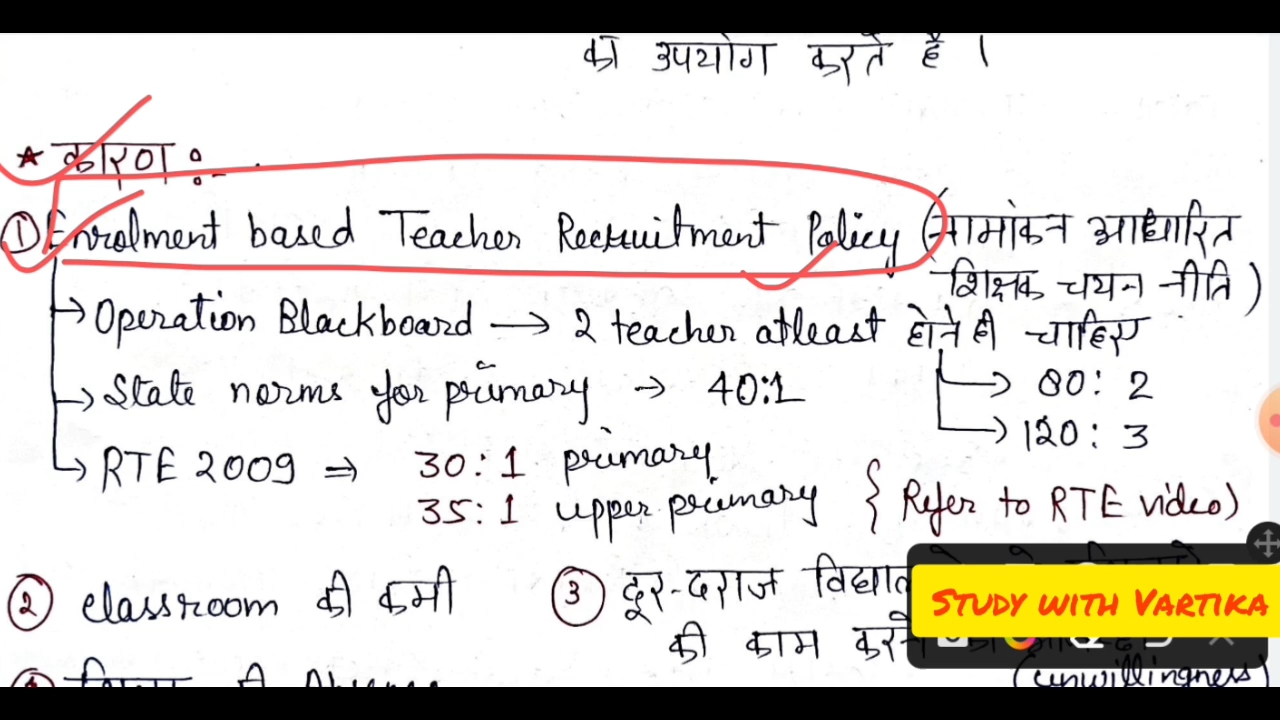 को उपयोग करते है ।
* कारण :-
① Enrolment based Teacher Recruitment Policy (नामांकन आधारित
शिक्षक चयन नीति)
→ Operation Blackboard → 2 teacher atleast होने ही चाहिए
→ 80 : 2
→ State norms for primary → 40:1
→ 120 : 3
→ RTE 2009 ⇒ 30 : 1 primary
35 : 1 upper primary { Refer to RTE video)
② classroom की कमी
③ दूर-दराज
की काम
(unwillingness)
STUDY WITH VARTIKA